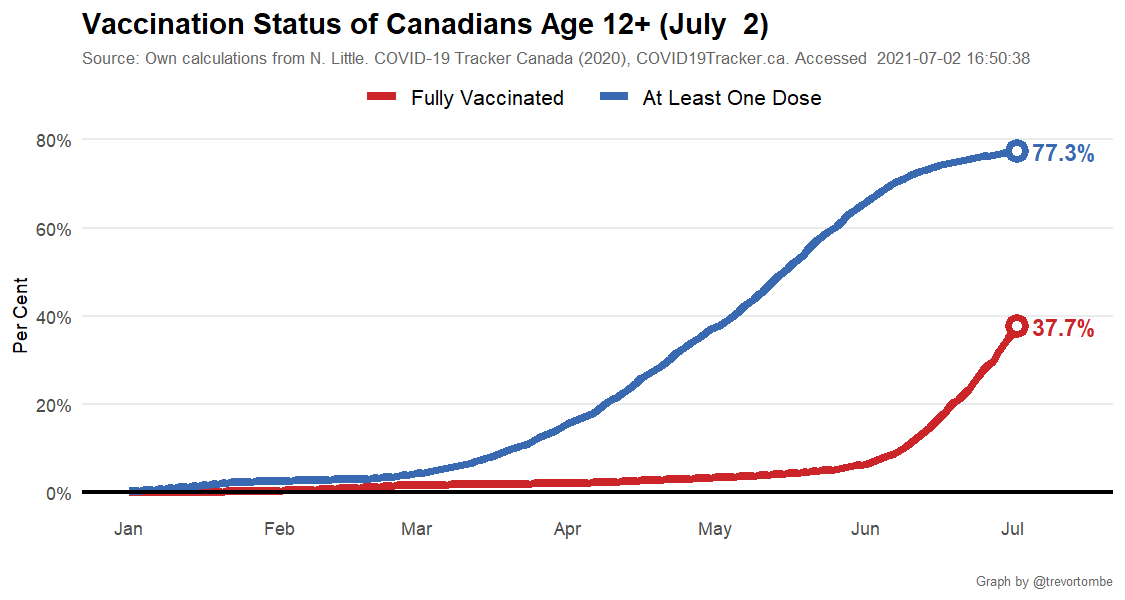 Vaccination Status of Canadians Age 12+ (July  2)
Source: Own calculations from N. Little. COVID-19 Tracker Canada (2020), COVID19Tracker.ca. Accessed  2021-07-02 16:50:38
Fully Vaccinated
At Least One Dose
Per Cent
80%
60%
40%
20%
0%
77.3%
37.7%
Jan
Feb
Mar
Apr
May
Jun
Jul
Graph by @trevortombe